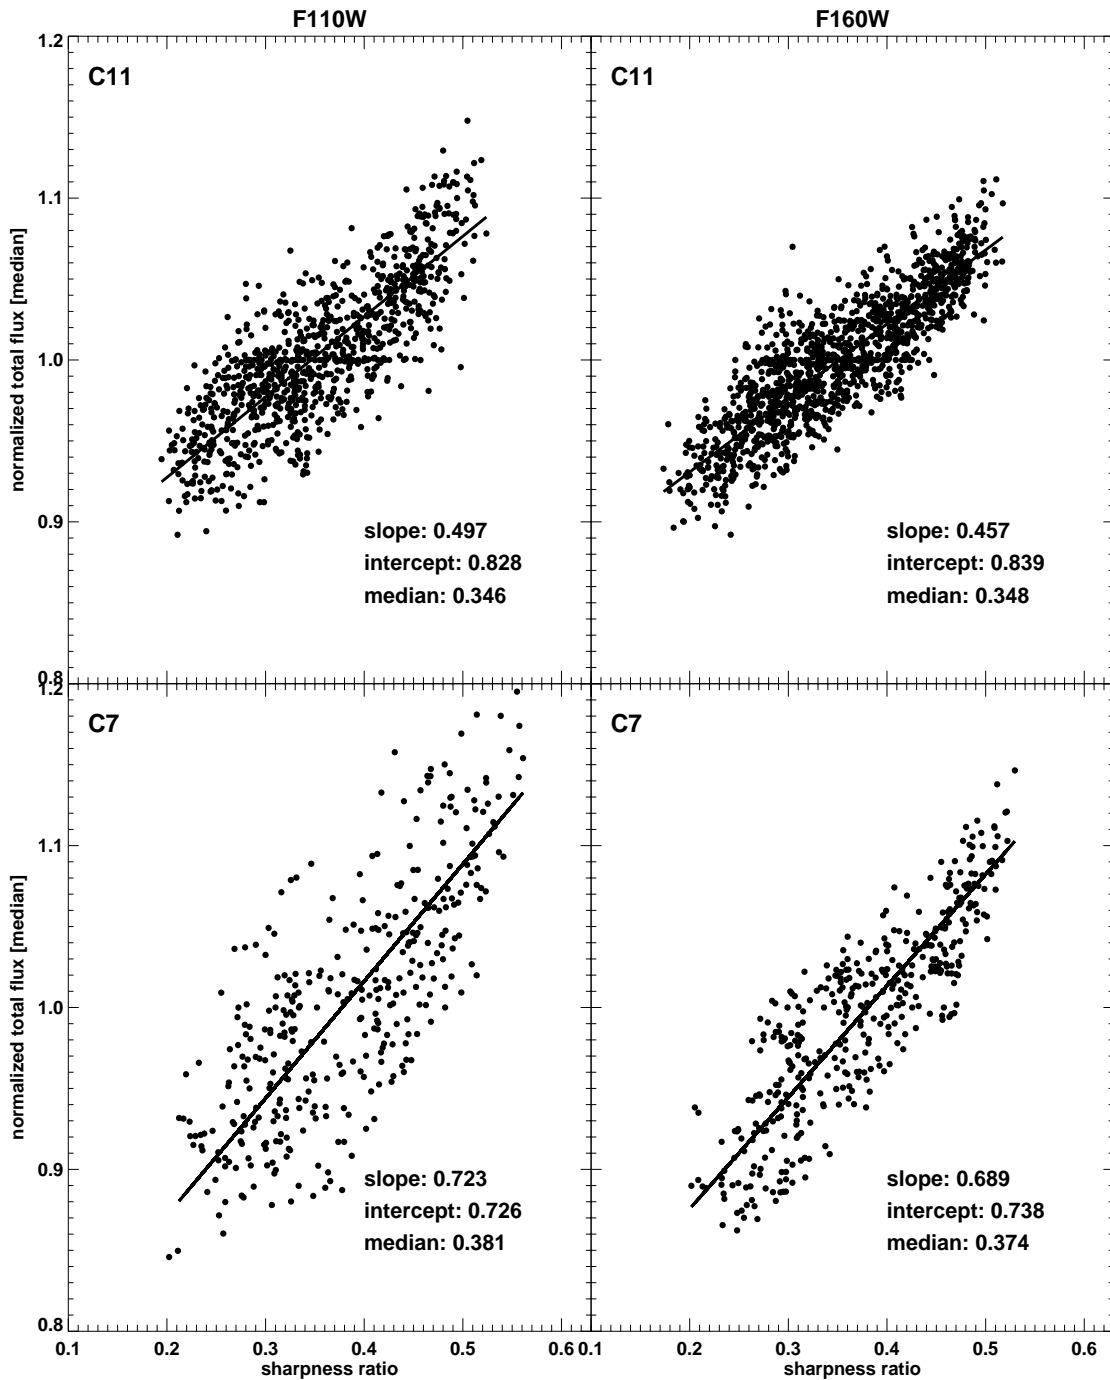 F110W
F160W
1.2
C11
C11
1.1
1.0
normalized total flux [median]
0.9
slope: 0.497
intercept: 0.828
median: 0.346
slope: 0.457
intercept: 0.839
median: 0.348
0.8
1.2
C7
C7
1.1
1.0
normalized total flux [median]
0.9
slope: 0.723
intercept: 0.726
median: 0.381
slope: 0.689
intercept: 0.738
median: 0.374
0.8
0.1 0.2 0.3 0.4 0.5 0.6
0.1 0.2 0.3 0.4 0.5 0.6
sharpness ratio
sharpness ratio